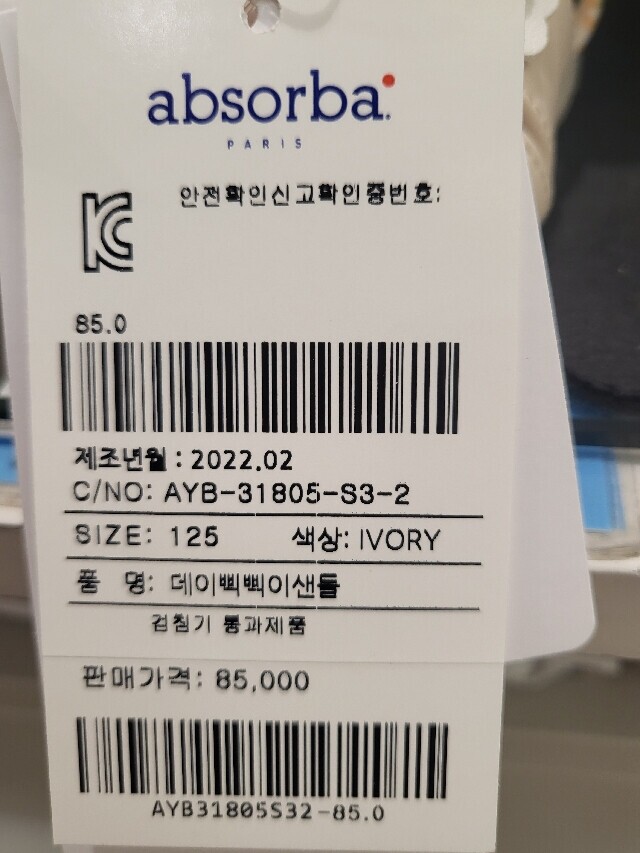 absorba.
PARIS
안전확인신고확인증번호:
85.0
제조년월 : 2022.02
C/NO: AYB-31805-S3-2
SIZE: 125 색상: IVORY
품 명: 데이삑삑이샌들
검침기 통과제품
판매가격: 85,000
AYB31805S32-85.0